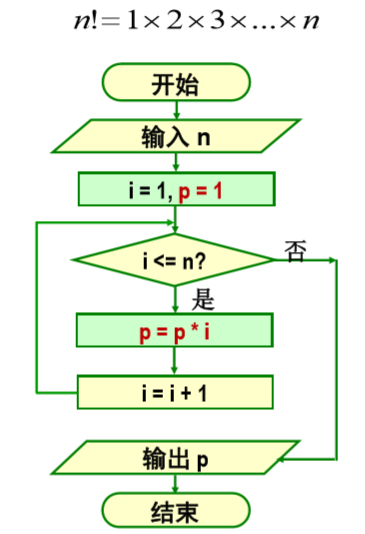 n!=1×2×3×...×n
开始
输入 n
i = 1, p = 1
i <= n?
否
是
p = p * i
i = i + 1
输出 p
结束